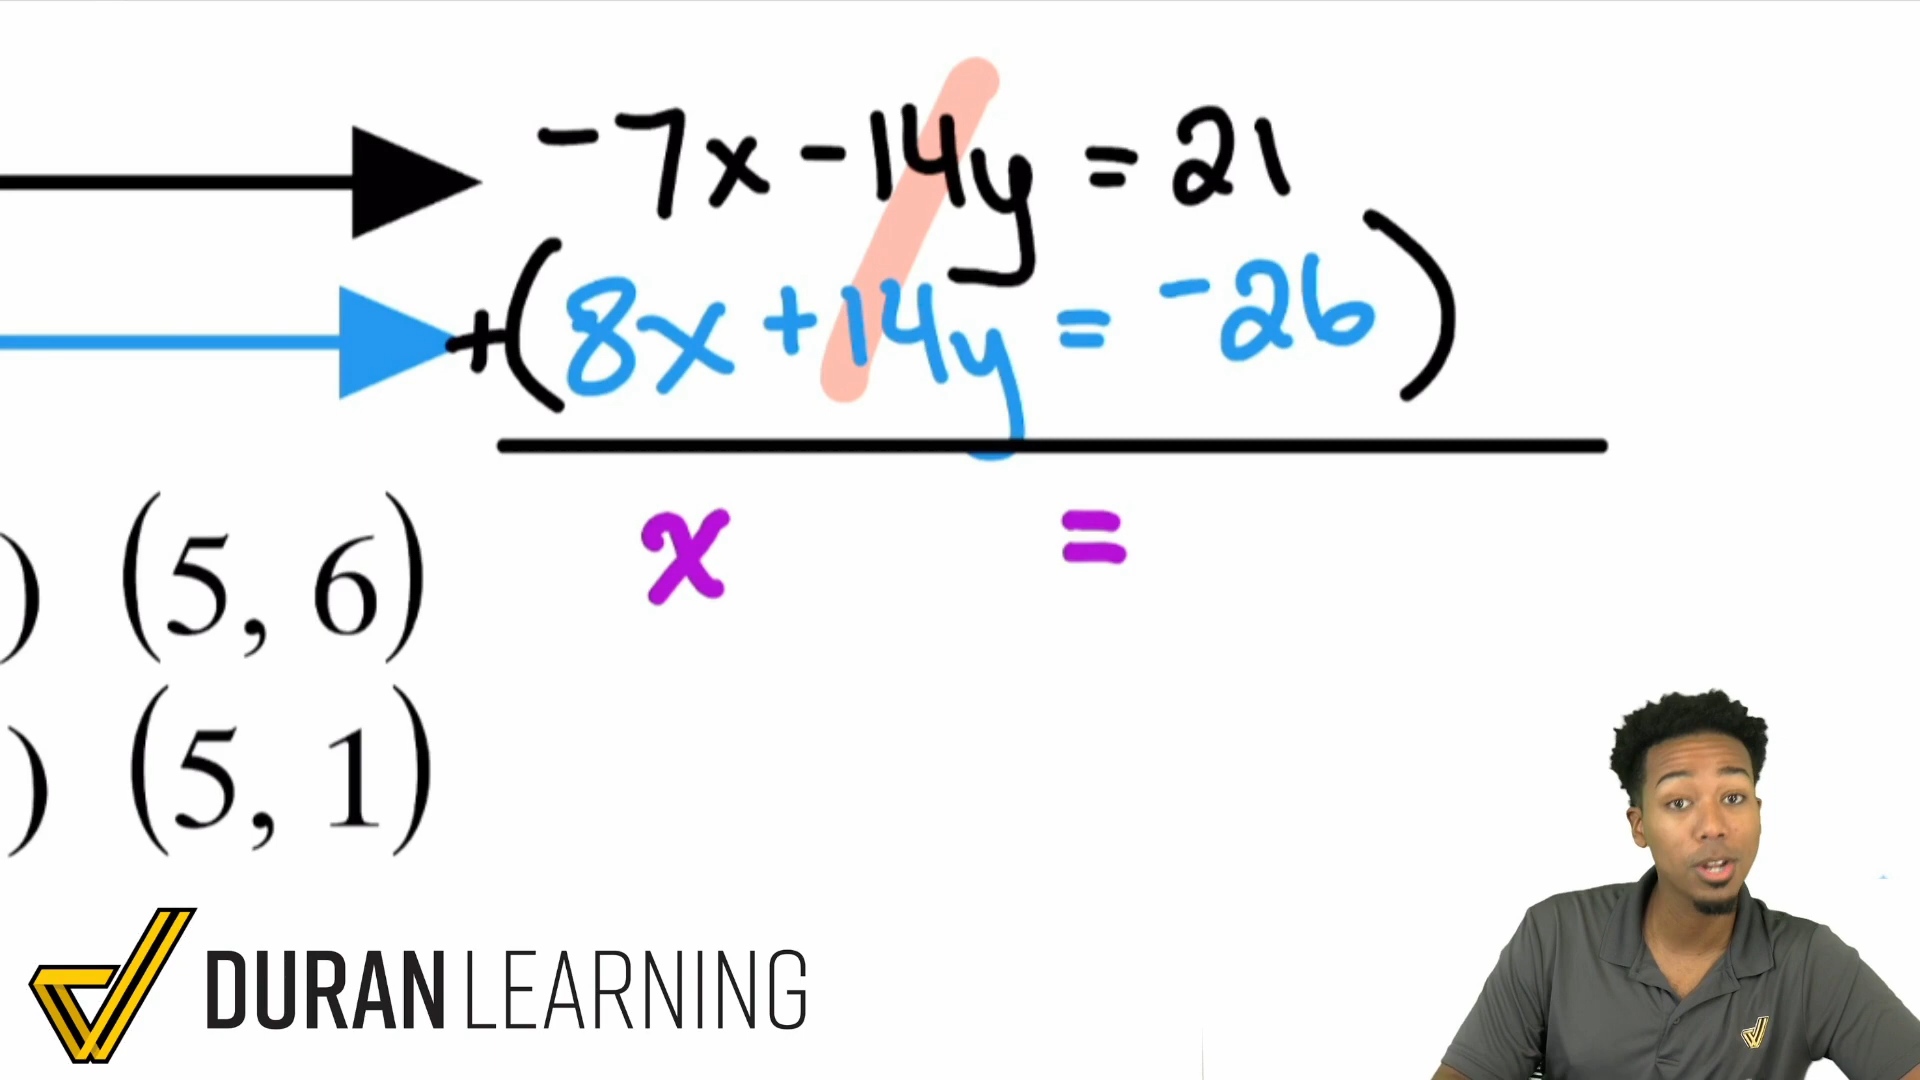 -7x-14y = 21
+(8x+14y = -26)
x =
) (5, 6)
) (5, 1)
DURAN LEARNING